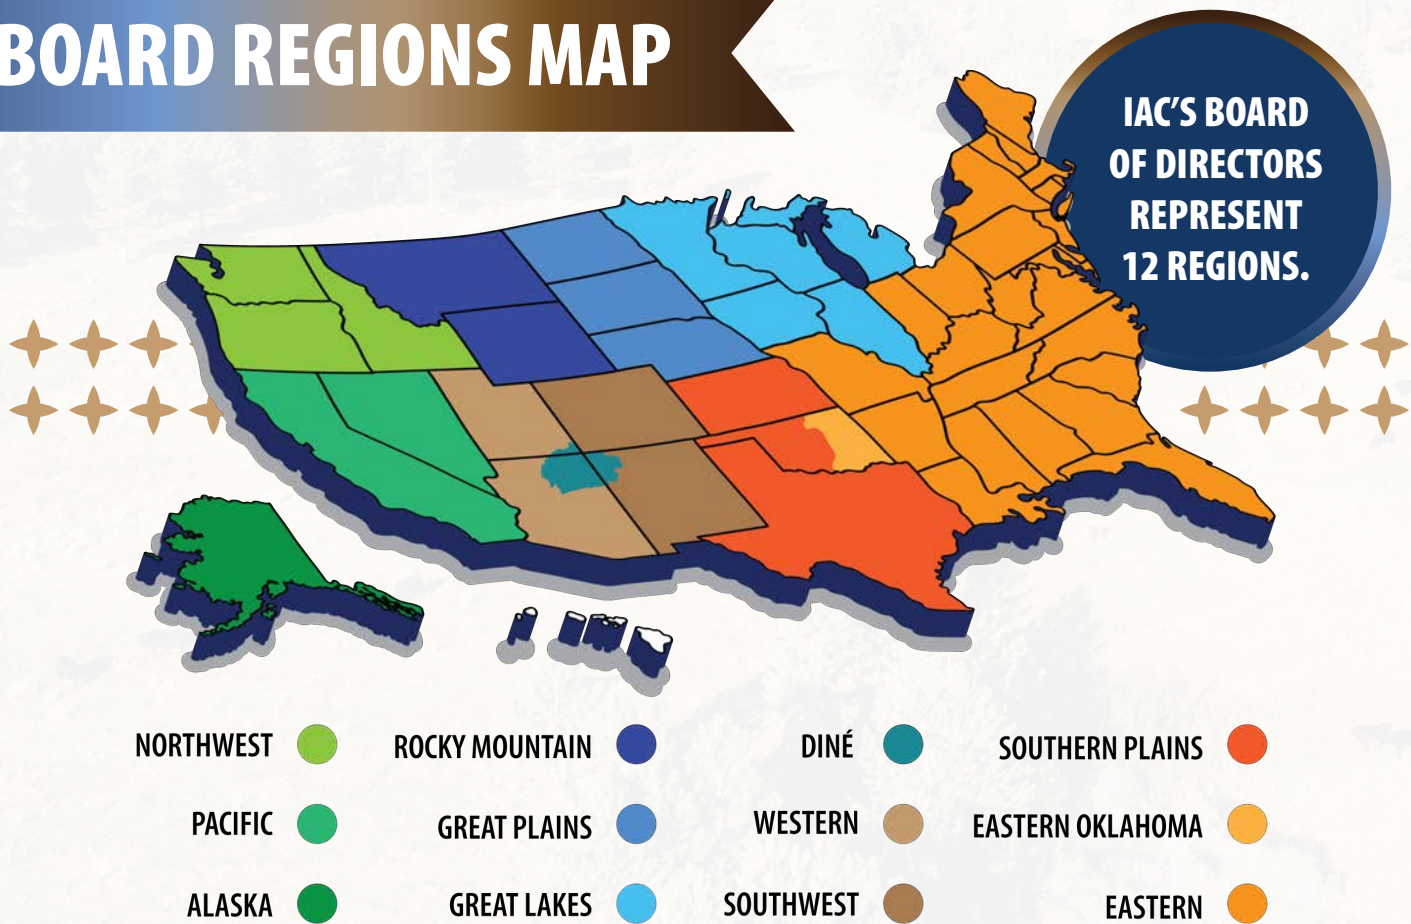 BOARD REGIONS MAP
IAC'S BOARD
OF DIRECTORS
REPRESENT
12 REGIONS.
NORTHWEST
ROCKY MOUNTAIN
DINÉ
SOUTHERN PLAINS
PACIFIC
GREAT PLAINS
WESTERN
EASTERN OKLAHOMA
ALASKA
GREAT LAKES
SOUTHWEST
EASTERN